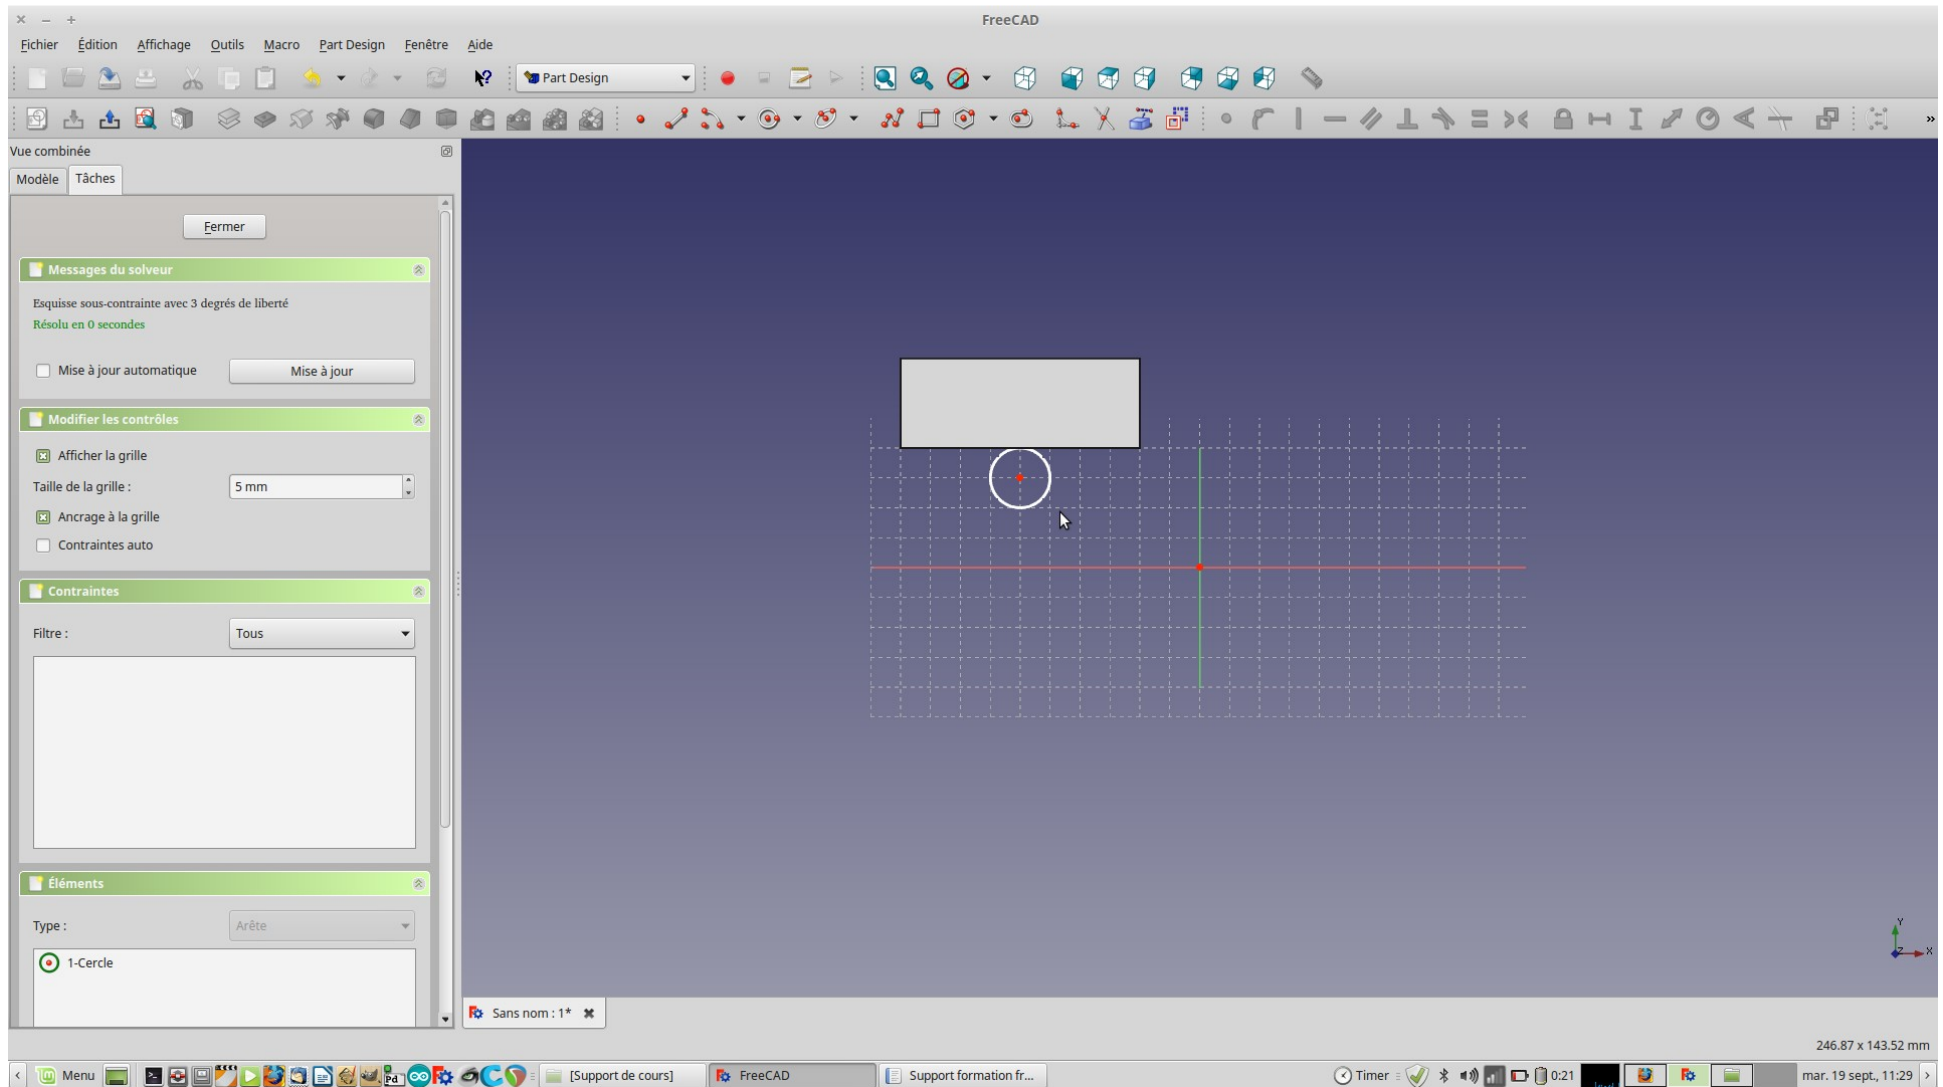 FreeCAD
Fichier Édition Affichage Outils Macro Part Design Fenêtre Aide
Part Design
»
Vue combinée
Modèle Tâches
Fermer
Messages du solveur
Esquisse sous-contrainte avec 3 degrés de liberté
Résolu en 0 secondes
Mise à jour automatique Mise à jour
Modifier les contrôles
Afficher la grille
Taille de la grille : 5 mm
Ancrage à la grille
Contraintes auto
Contraintes
Filtre : Tous
Éléments
Type : Arête
1-Cercle
Y
Z X
Sans nom : 1*
246.87 x 143.52 mm
Menu Pd [Support de cours] FreeCAD Support formation fr... Timer 0:21 mar. 19 sept., 11:29